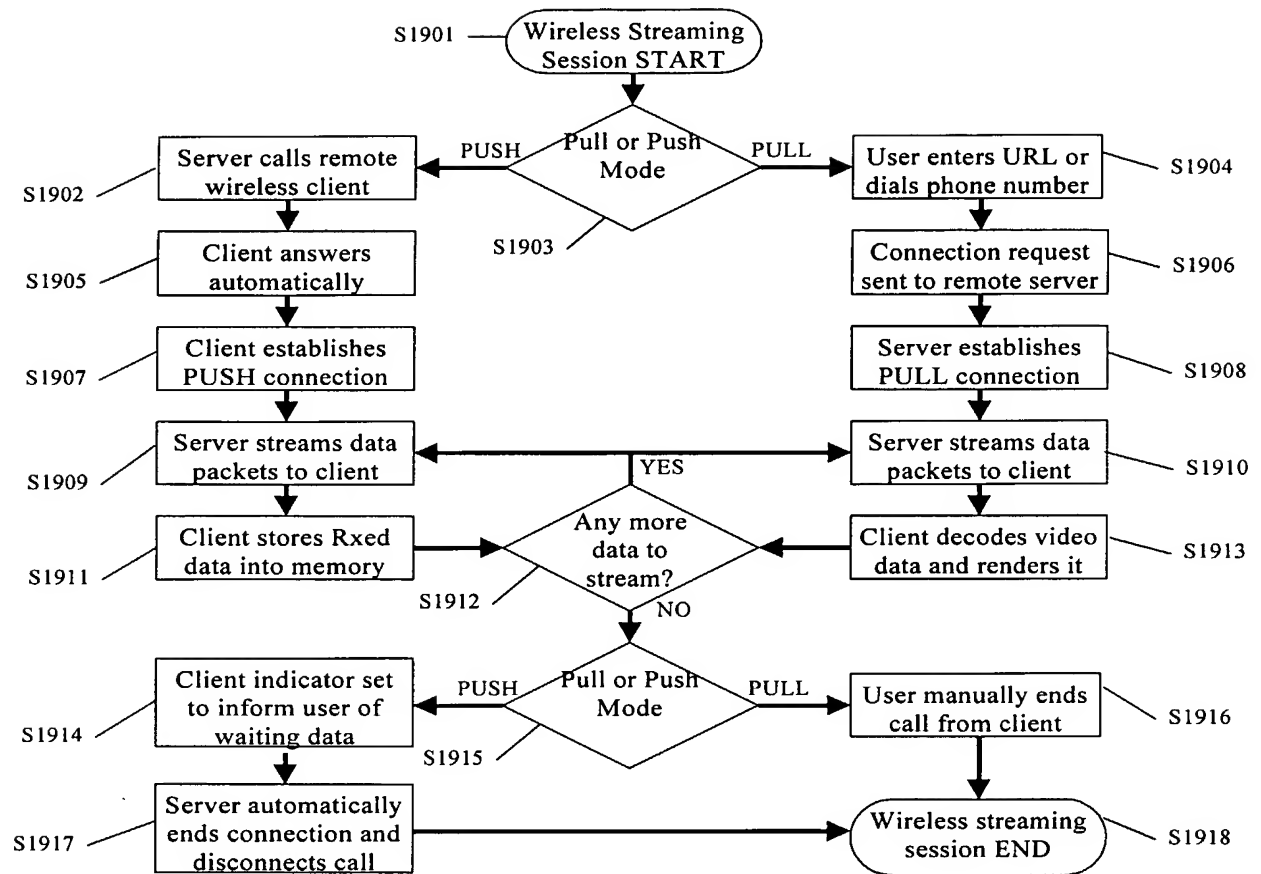 S1901
Wireless Streaming
Session START
Pull or Push
Mode
PUSH
PULL
S1903
Server calls remote
wireless client
S1902
User enters URL or
dials phone number
S1904
Client answers
automatically
S1905
Connection request
sent to remote server
S1906
Client establishes
PUSH connection
S1907
Server establishes
PULL connection
S1908
Server streams data
packets to client
S1909
YES
Server streams data
packets to client
S1910
Client stores Rxed
data into memory
S1911
Any more
data to
stream?
S1912
NO
Client decodes video
data and renders it
S1913
Client indicator set
to inform user of
waiting data
S1914
PUSH
Pull or Push
Mode
PULL
S1915
User manually ends
call from client
S1916
Server automatically
ends connection and
disconnects call
S1917
Wireless streaming
session END
S1918